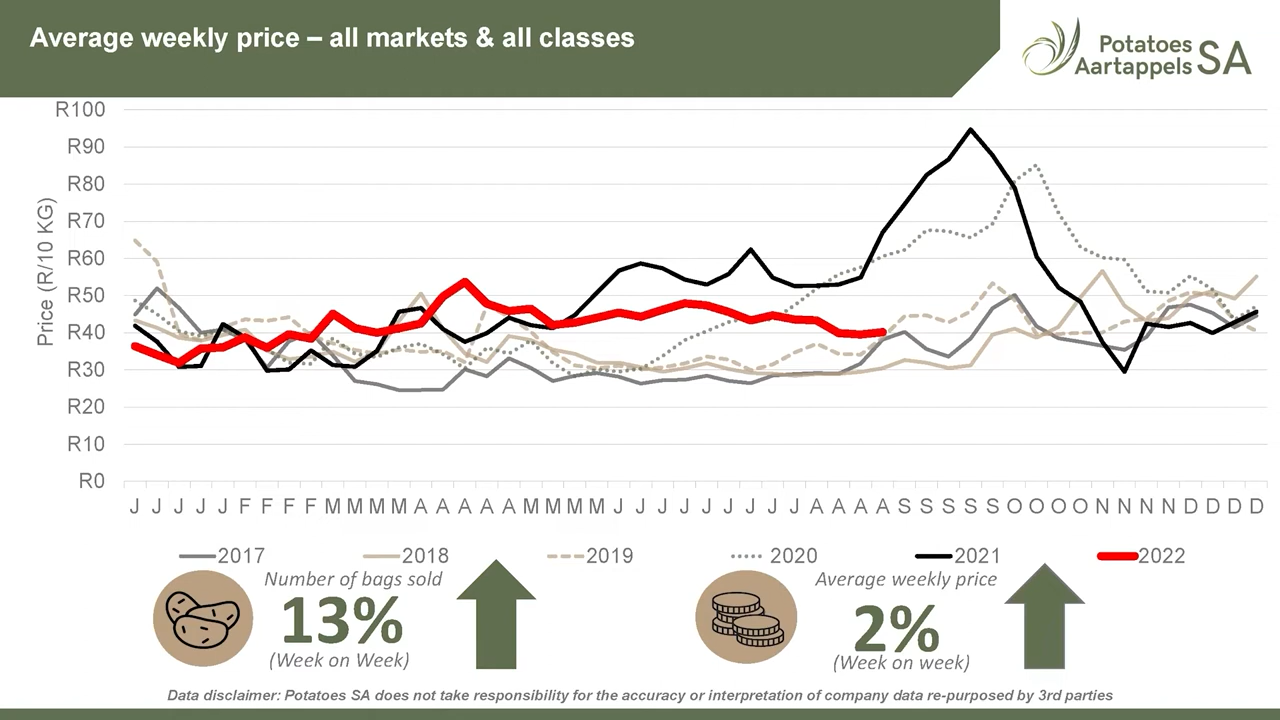 Average weekly price – all markets & all classes
Potatoes
Aartappels SA
Price (R/10 KG)
R100
R90
R80
R70
R60
R50
R40
R30
R20
R10
R0
J J J J J F F F F M M M M A A A A A M M M M J J J J J J J J J A A A A S S S S S O O O O N N N N D D D D
2017 2018 2019 2020 2021 2022
Number of bags sold
13%
(Week on Week)
Average weekly price
2%
(Week on week)
Data disclaimer: Potatoes SA does not take responsibility for the accuracy or interpretation of company data re-purposed by 3rd parties